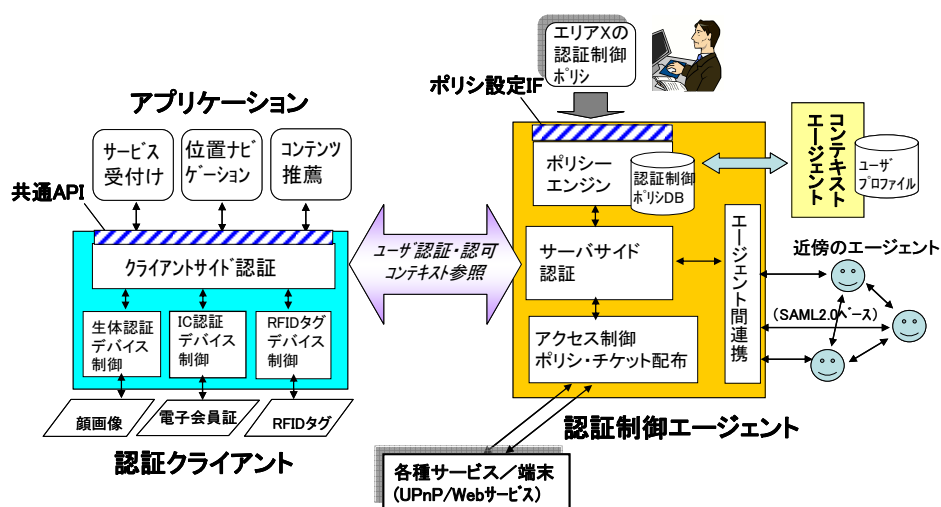 エリアXの
認証制御
ポリシ
ポリシ設定IF
アプリケーション
サービス
受付け
位置ナビ
ゲーション
コンテンツ
推薦
共通API
クライアントサイド認証
生体認証
デバイス
制御
IC認証
デバイス
制御
RFIDタグ
デバイス
制御
顔画像
電子会員証
RFIDタグ
認証クライアント
ユーザ認証・認可
コンテキスト参照
ポリシー
エンジン
認証制御
ポリシDB
サーバサイド
認証
アクセス制御
ポリシ・チケット配布
エージェント間連携
認証制御エージェント
コンテキスト
エージェント
ユーザ
プロファイル
近傍のエージェント
(SAML2.0ベース)
各種サービス／端末
(UPnP/Webサービス)